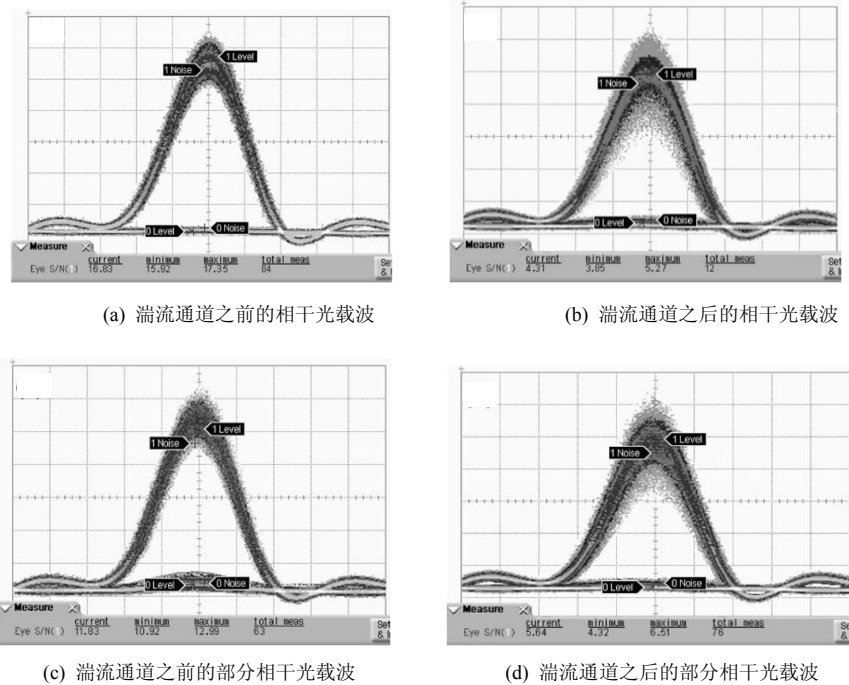 1 Level
1 Noise
0 Level
0 Noise
Measure
current minimum maximum total meas
Eye S/N(1) 16.83 15.92 17.35 84
(a) 湍流通道之前的相干光载波
1 Level
1 Noise
0 Level
0 Noise
Measure
current minimum maximum total meas
Eye S/N(1) 4.31 3.85 5.27 12
(b) 湍流通道之后的相干光载波
1 Level
1 Noise
0 Level
0 Noise
Measure
current minimum maximum total meas
Eye S/N(1) 11.83 10.92 12.99 63
(c) 湍流通道之前的部分相干光载波
1 Level
1 Noise
0 Level
0 Noise
Measure
current minimum maximum total meas
Eye S/N(1) 5.64 4.32 6.51 76
(d) 湍流通道之后的部分相干光载波